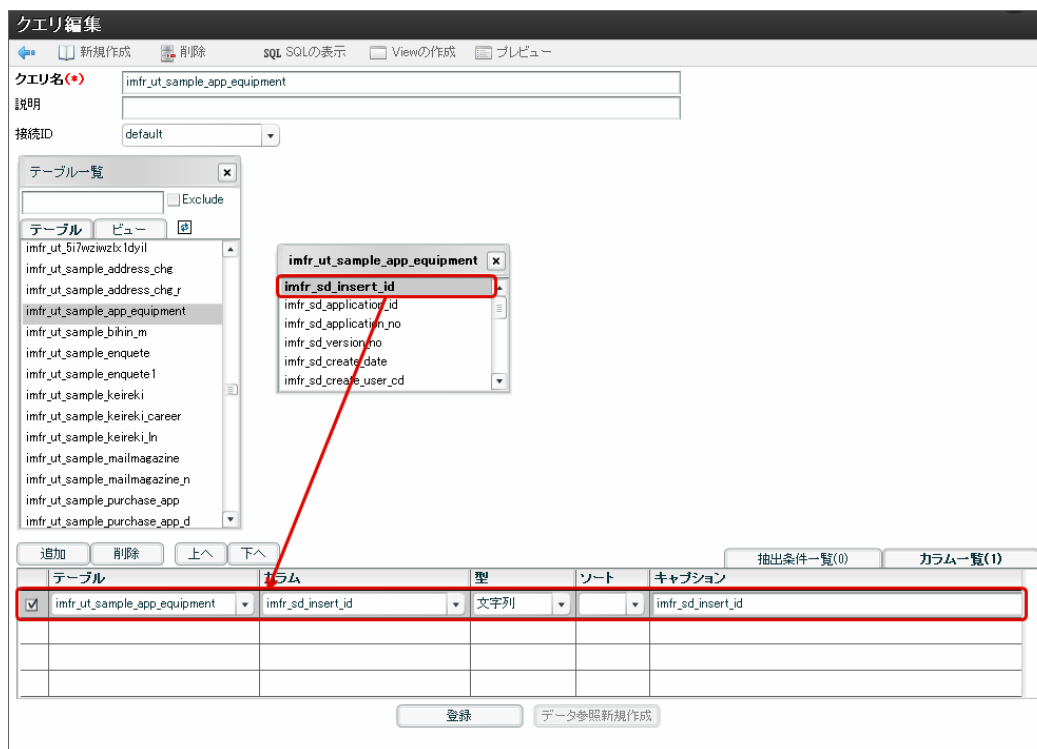 クエリ編集
新規作成 削除 SQL SQLの表示 Viewの作成 プレビュー
クエリ名(*) imfr_ut_sample_app_equipment
説明
接続ID default
テーブル一覧
Exclude
テーブル ビュー
imfr_ut_5i7wziwzlx1dyil
imfr_ut_sample_address_chg
imfr_ut_sample_address_chg_r
imfr_ut_sample_app_equipment
imfr_ut_sample_bihin_m
imfr_ut_sample_enquete
imfr_ut_sample_enquete1
imfr_ut_sample_keireki
imfr_ut_sample_keireki_career
imfr_ut_sample_keireki_ln
imfr_ut_sample_mailmagazine
imfr_ut_sample_mailmagazine_n
imfr_ut_sample_purchase_app
imfr_ut_sample_purchase_app_d
imfr_ut_sample_app_equipment
imfr_sd_insert_id
imfr_sd_application_id
imfr_sd_application_no
imfr_sd_version_no
imfr_sd_create_date
imfr_sd_create_user_cd
追加 削除 上へ 下へ 抽出条件一覧(0) カラム一覧(1)
テーブル カラム 型 ソート キャプション
imfr_ut_sample_app_equipment imfr_sd_insert_id 文字列 imfr_sd_insert_id
登録 データ参照新規作成